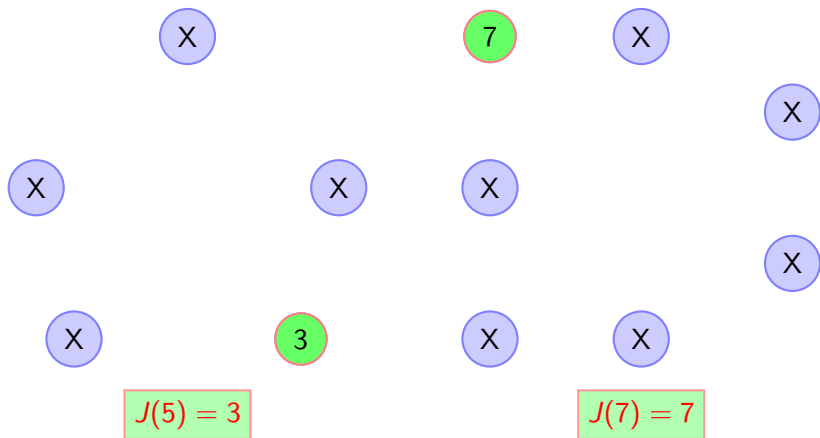 X 7 X
X
X X X
X
X 3 X X
J(5) = 3 J(7) = 7